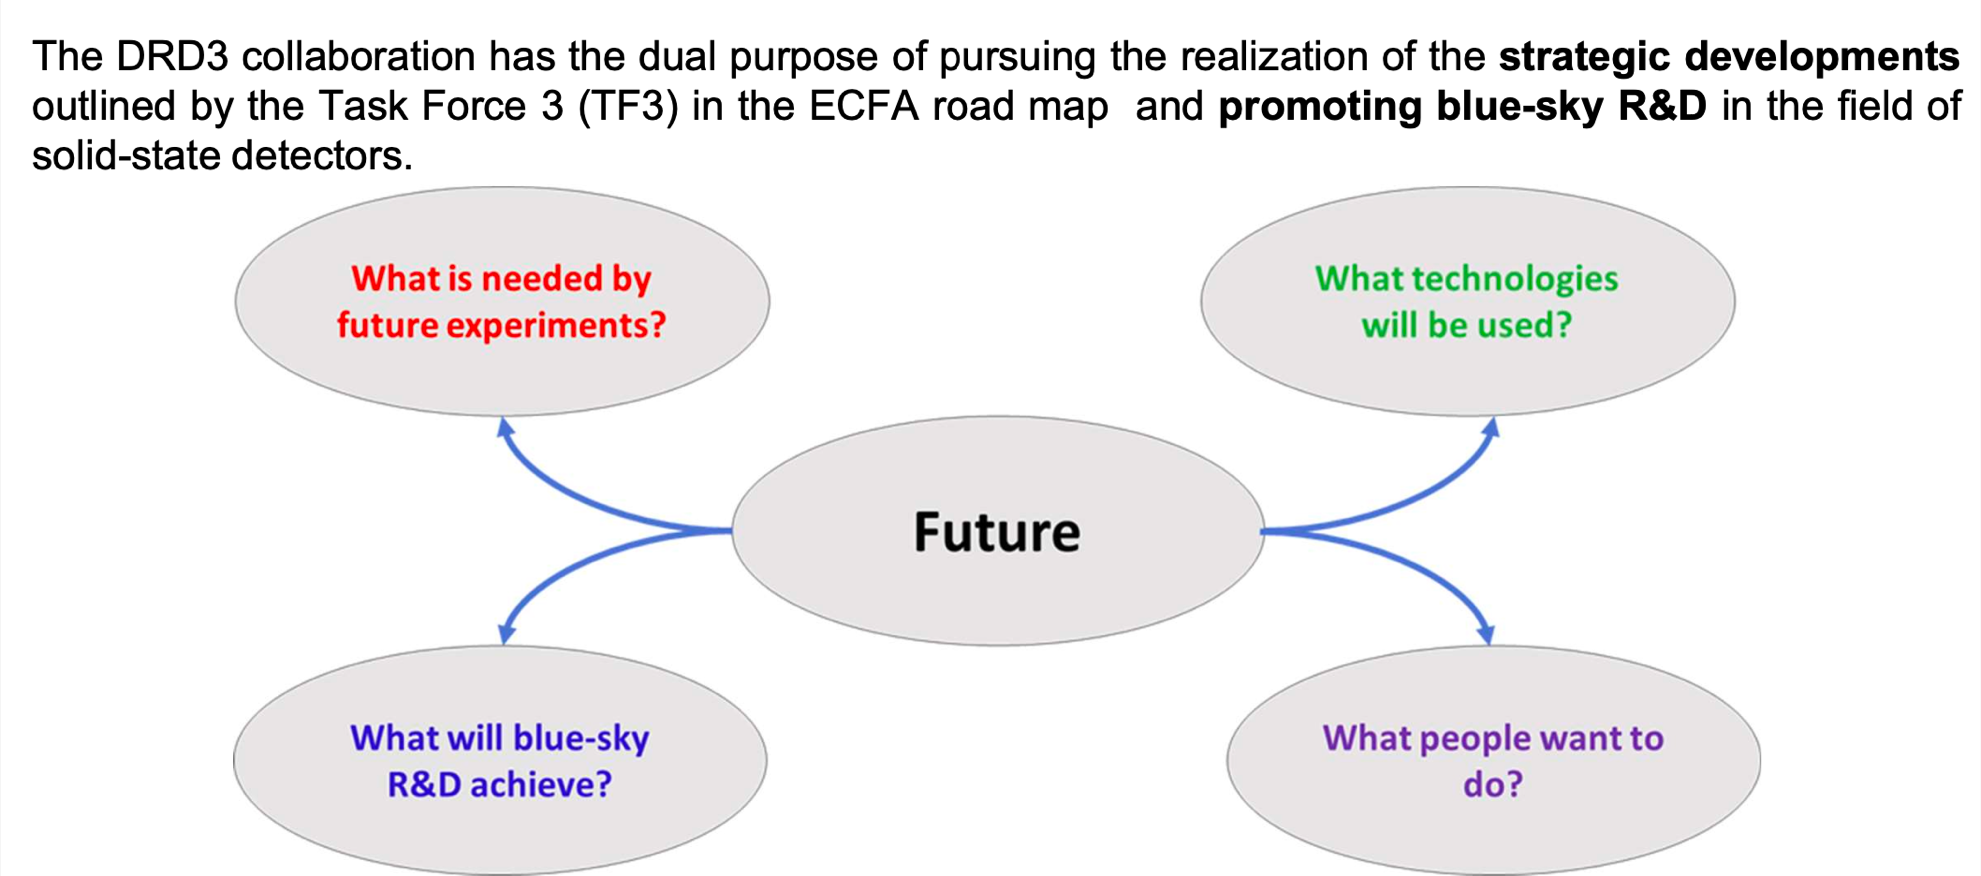 The DRD3 collaboration has the dual purpose of pursuing the realization of the strategic developments
outlined by the Task Force 3 (TF3) in the ECFA road map and promoting blue-sky R&D in the field of
solid-state detectors.
What is needed by
future experiments?
What technologies
will be used?
Future
What will blue-sky
R&D achieve?
What people want to
do?